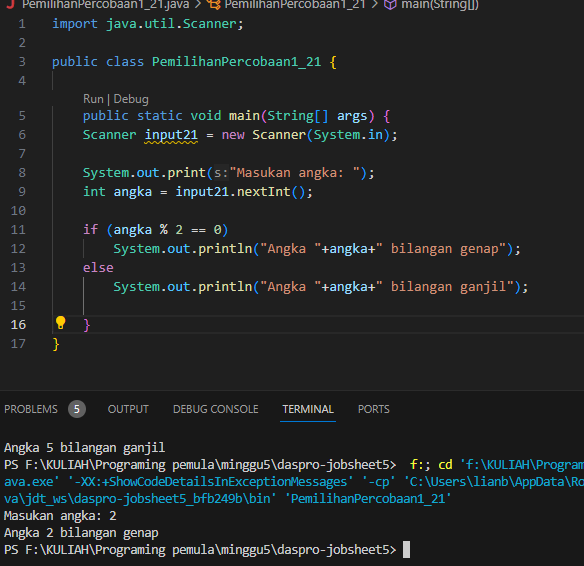 PemilihanPercobaan1_21.java > PemilihanPercobaan1_21 > main(String[])
1 import java.util.Scanner;
2
3 public class PemilihanPercobaan1_21 {
4
Run | Debug
5 public static void main(String[] args) {
6 Scanner input21 = new Scanner(System.in);
7
8 System.out.print(s:"Masukan angka: ");
9 int angka = input21.nextInt();
10
11 if (angka % 2 == 0)
12 System.out.println("Angka "+angka+" bilangan genap");
13 else
14 System.out.println("Angka "+angka+" bilangan ganjil");
15
16 }
17 }
PROBLEMS 5 OUTPUT DEBUG CONSOLE TERMINAL PORTS
Angka 5 bilangan ganjil
PS F:\KULIAH\Programing pemula\minggu5\daspro-jobsheet5> f:; cd 'f:\KULIAH\Program
ava.exe' '-XX:+ShowCodeDetailsInExceptionMessages' '-cp' 'C:\Users\lianb\AppData\Ro
va\jdt_ws\daspro-jobsheet5_bfb249b\bin' 'PemilihanPercobaan1_21'
Masukan angka: 2
Angka 2 bilangan genap
PS F:\KULIAH\Programing pemula\minggu5\daspro-jobsheet5>